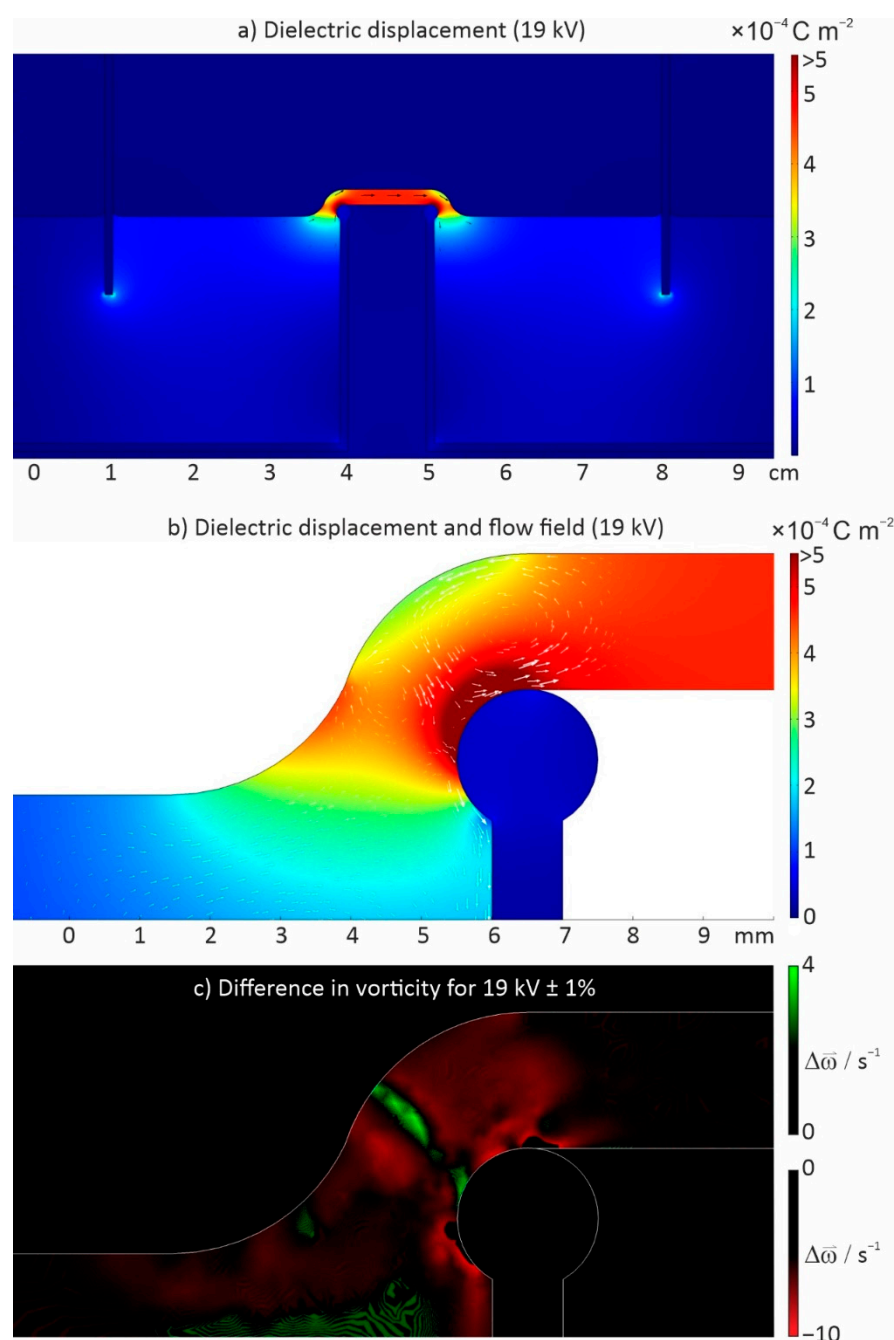 a) Dielectric displacement (19 kV)
×10⁻⁴ C m⁻²
>5
5
4
3
2
1
0 1 2 3 4 5 6 7 8 9 cm
b) Dielectric displacement and flow field (19 kV)
×10⁻⁴ C m⁻²
>5
5
4
3
2
1
0
0 1 2 3 4 5 6 7 8 9 mm
c) Difference in vorticity for 19 kV ± 1%
4
Δω⃗ / s⁻¹
0
0
Δω⃗ / s⁻¹
−10